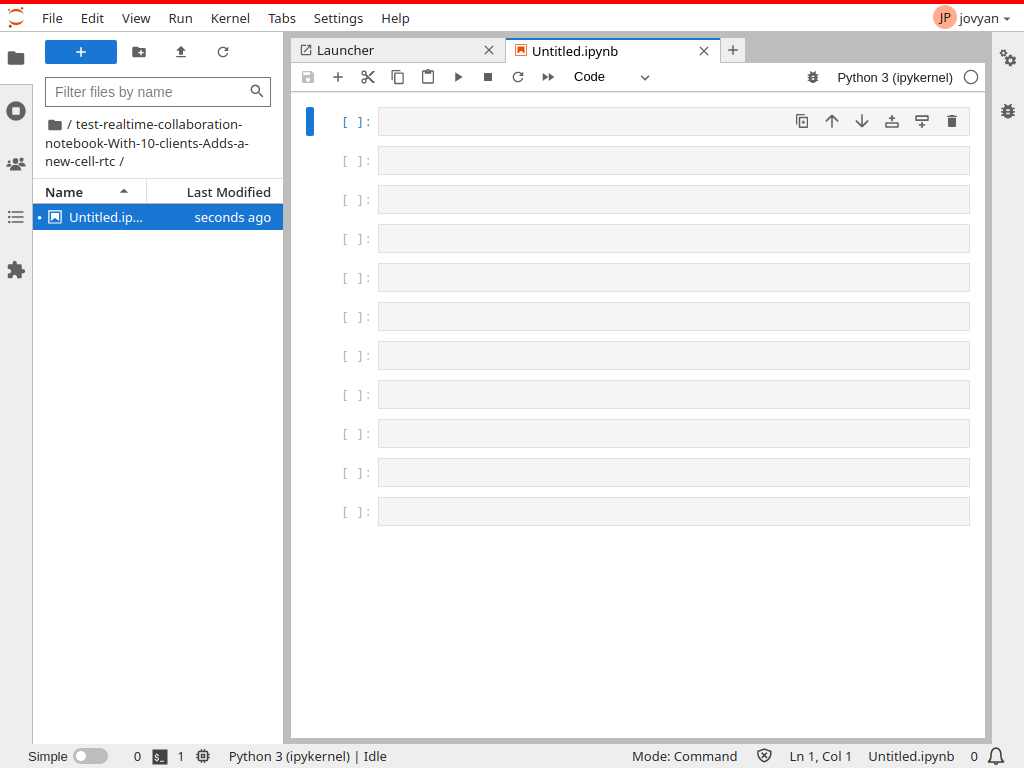 File Edit View Run Kernel Tabs Settings Help JP jovyan
+
Filter files by name
/ test-realtime-collaboration-
notebook-With-10-clients-Adds-a-
new-cell-rtc /
Name Last Modified
Untitled.ip... seconds ago
Launcher Untitled.ipynb
Code Python 3 (ipykernel)
[ ]:
[ ]:
[ ]:
[ ]:
[ ]:
[ ]:
[ ]:
[ ]:
[ ]:
[ ]:
[ ]:
Simple 0 $_ 1 Python 3 (ipykernel) | Idle Mode: Command Ln 1, Col 1 Untitled.ipynb 0